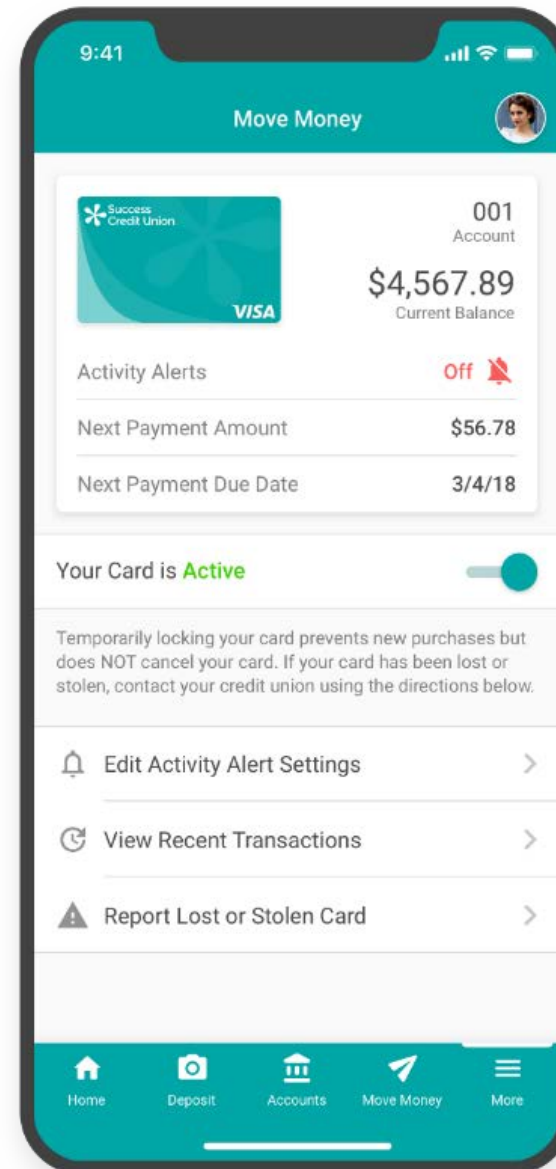 9:41
Move Money
Success
Credit Union
VISA
001
Account
$4,567.89
Current Balance
Activity Alerts Off
Next Payment Amount $56.78
Next Payment Due Date 3/4/18
Your Card is Active
Temporarily locking your card prevents new purchases but
does NOT cancel your card. If your card has been lost or
stolen, contact your credit union using the directions below.
Edit Activity Alert Settings
View Recent Transactions
Report Lost or Stolen Card
Home Deposit Accounts Move Money More